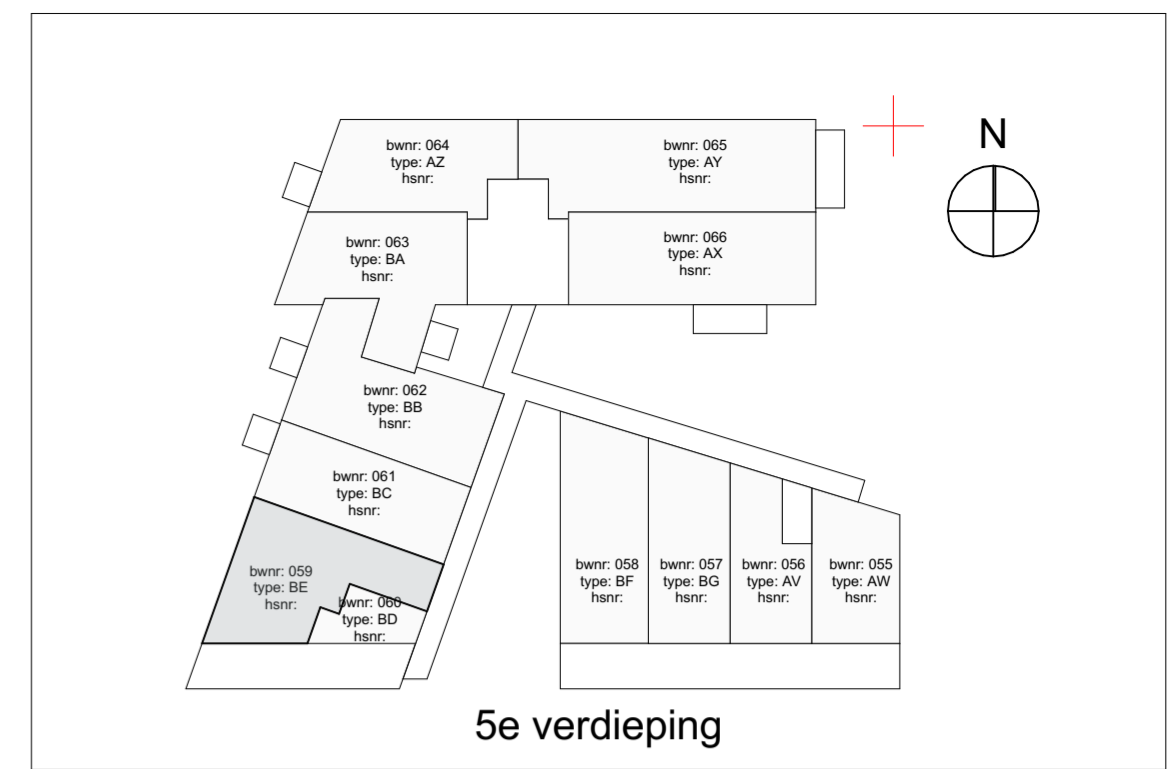 bwnr: 064
type: AZ
hsnr:
bwnr: 065
type: AY
hsnr:
N
bwnr: 063
type: BA
hsnr:
bwnr: 066
type: AX
hsnr:
bwnr: 062
type: BB
hsnr:
bwnr: 061
type: BC
hsnr:
bwnr: 059
type: BE
hsnr:
bwnr: 060
type: BD
hsnr:
bwnr: 058
type: BF
hsnr:
bwnr: 057
type: BG
hsnr:
bwnr: 056
type: AV
hsnr:
bwnr: 055
type: AW
hsnr:
5e verdieping